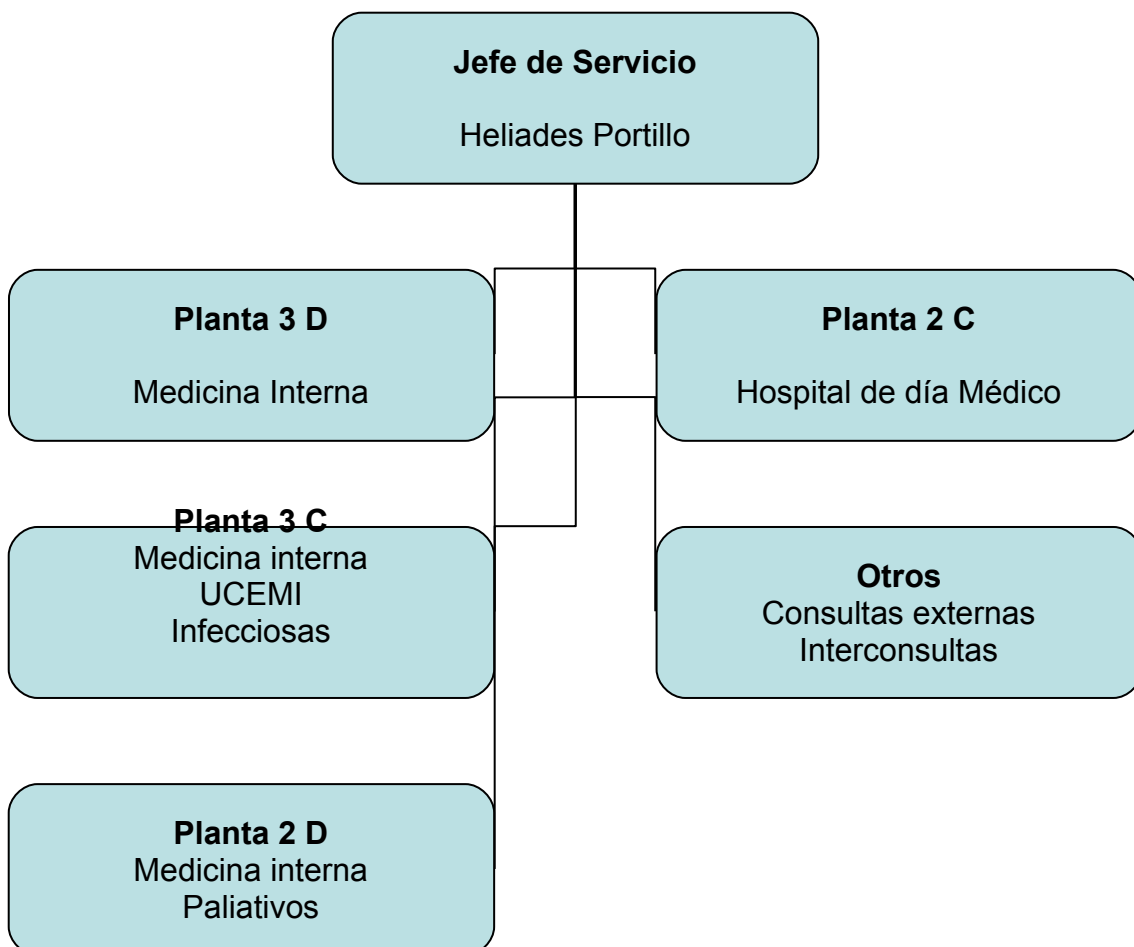 Jefe de Servicio
Heliades Portillo
Planta 3 D
Medicina Interna
Planta 2 C
Hospital de día Médico
Planta 3 C
Medicina interna
UCEMI
Infecciosas
Otros
Consultas externas
Interconsultas
Planta 2 D
Medicina interna
Paliativos